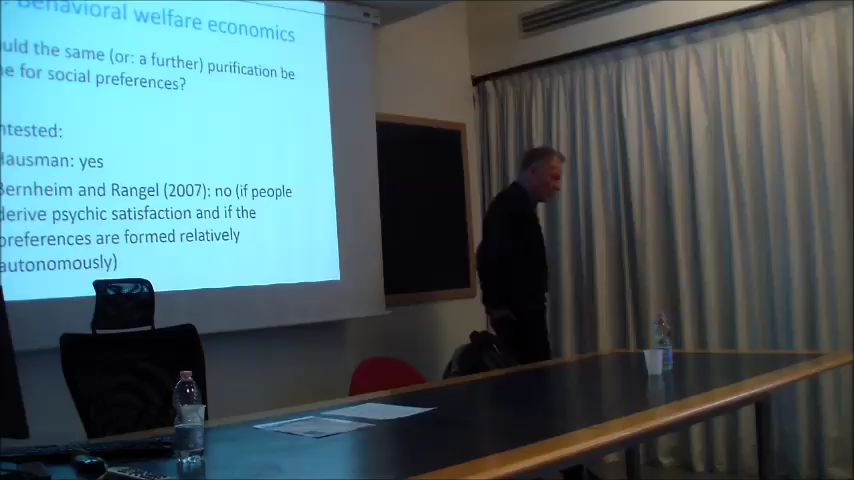 Behavioral welfare economics
uld the same (or: a further) purification be
e for social preferences?
ntested:
Hausman: yes
Bernheim and Rangel (2007): no (if people
derive psychic satisfaction and if the
preferences are formed relatively
autonomously)